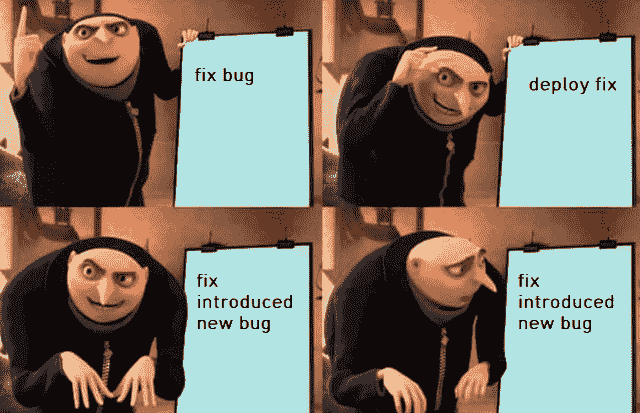 fix bug
deploy fix
fix
introduced
new bug
fix
introduced
new bug